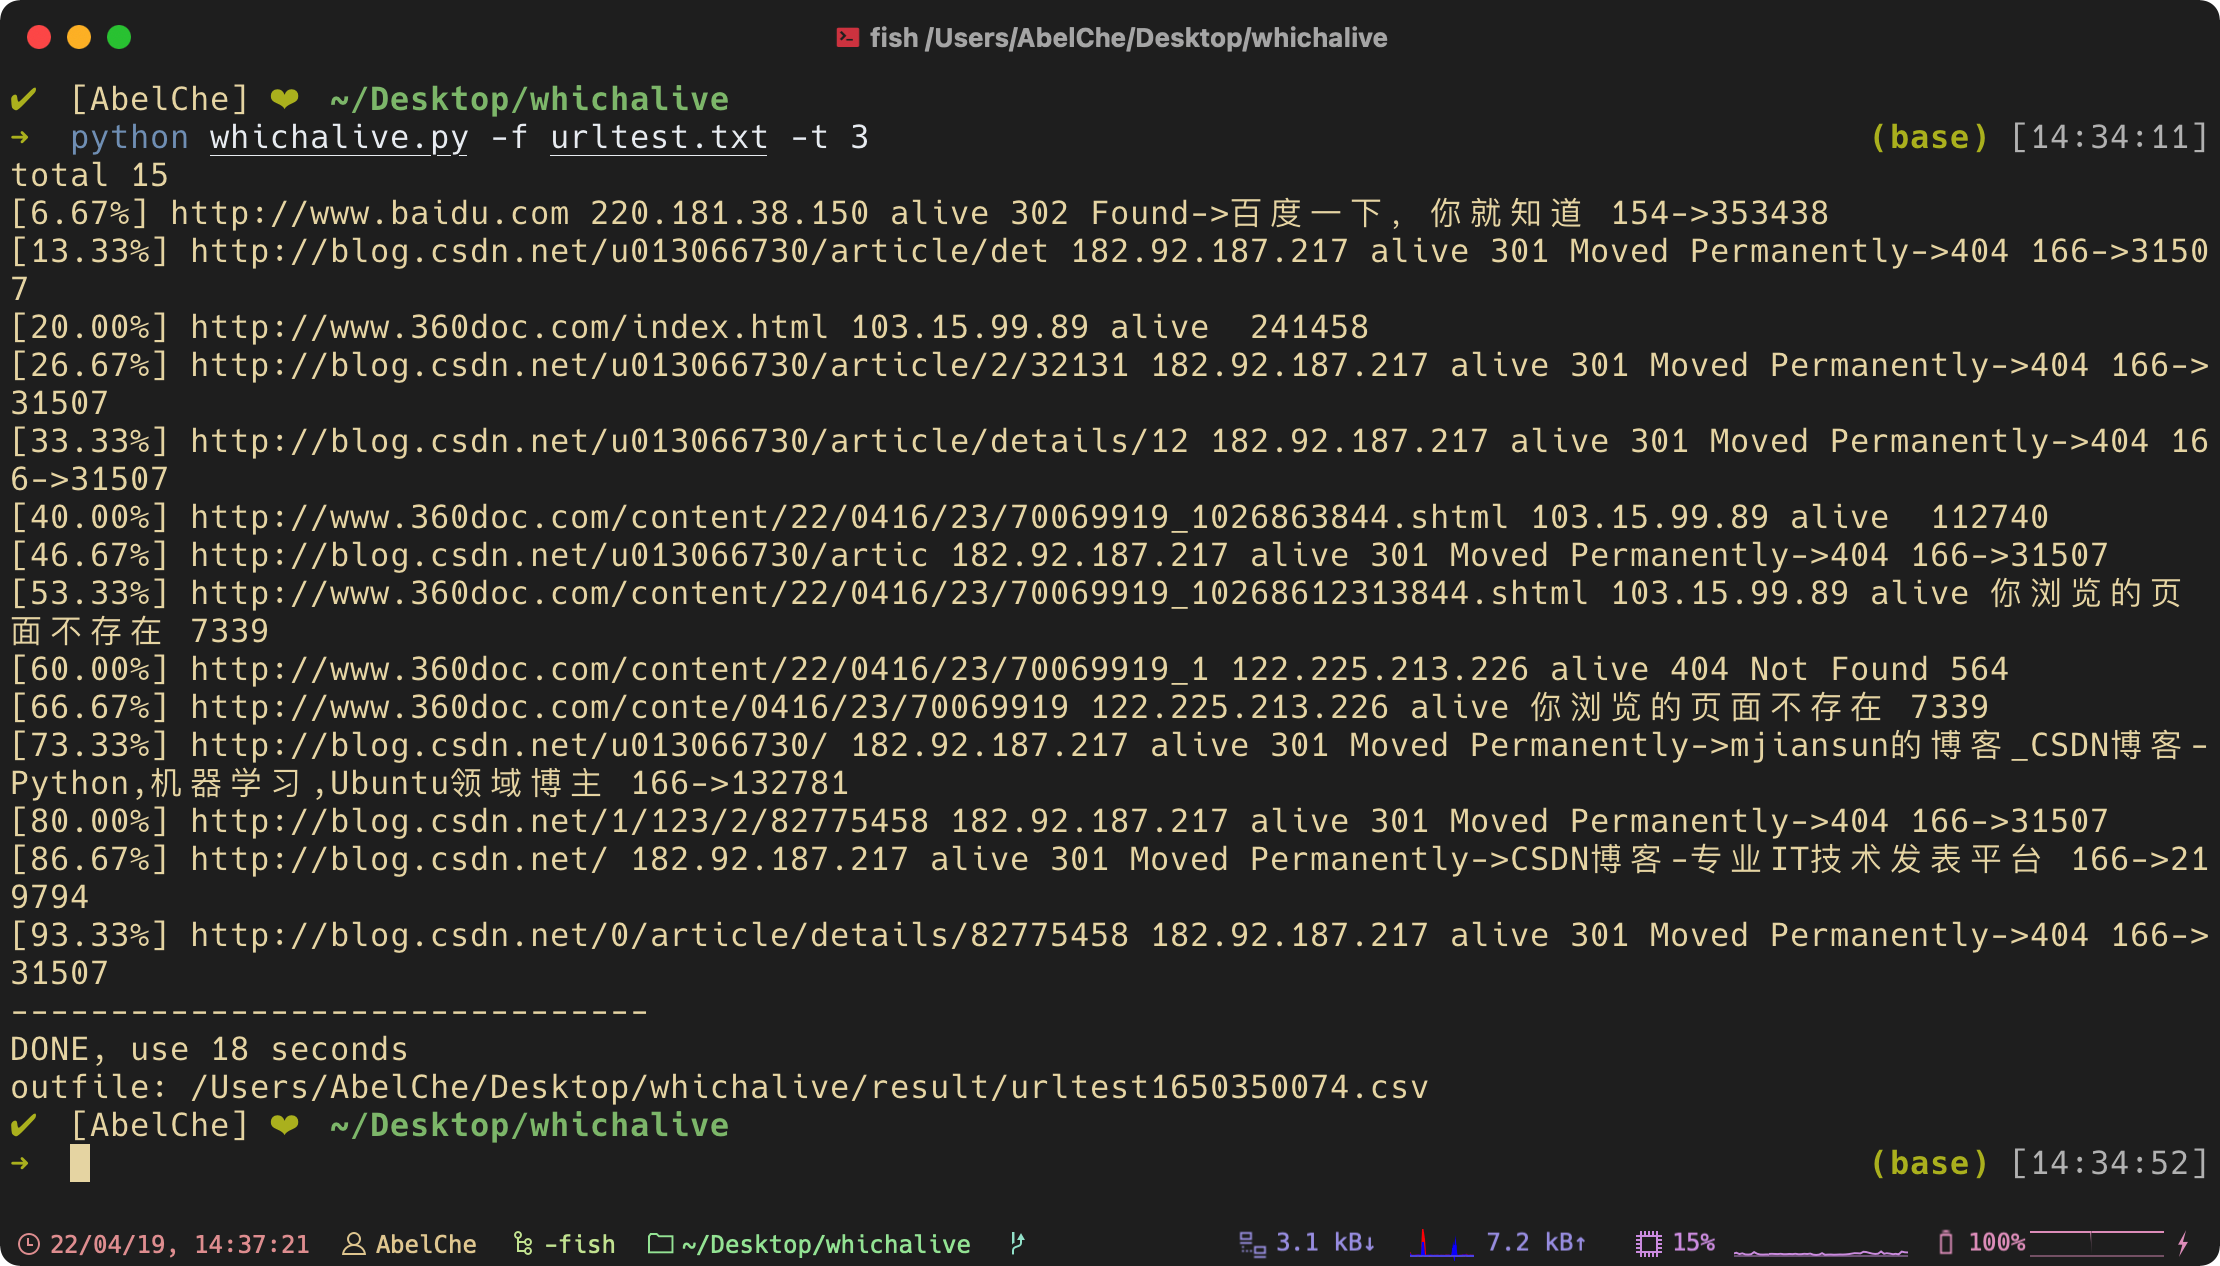 fish /Users/AbelChe/Desktop/whichalive
✔ [AbelChe] ❤ ~/Desktop/whichalive
➜ python whichalive.py -f urltest.txt -t 3 (base) [14:34:11]
total 15
[6.67%] http://www.baidu.com 220.181.38.150 alive 302 Found->百度一下，你就知道 154->353438
[13.33%] http://blog.csdn.net/u013066730/article/det 182.92.187.217 alive 301 Moved Permanently->404 166->3150
7
[20.00%] http://www.360doc.com/index.html 103.15.99.89 alive  241458
[26.67%] http://blog.csdn.net/u013066730/article/2/32131 182.92.187.217 alive 301 Moved Permanently->404 166->
31507
[33.33%] http://blog.csdn.net/u013066730/article/details/12 182.92.187.217 alive 301 Moved Permanently->404 16
6->31507
[40.00%] http://www.360doc.com/content/22/0416/23/70069919_1026863844.shtml 103.15.99.89 alive  112740
[46.67%] http://blog.csdn.net/u013066730/artic 182.92.187.217 alive 301 Moved Permanently->404 166->31507
[53.33%] http://www.360doc.com/content/22/0416/23/70069919_10268612313844.shtml 103.15.99.89 alive 你浏览的页
面不存在 7339
[60.00%] http://www.360doc.com/content/22/0416/23/70069919_1 122.225.213.226 alive 404 Not Found 564
[66.67%] http://www.360doc.com/conte/0416/23/70069919 122.225.213.226 alive 你浏览的页面不存在 7339
[73.33%] http://blog.csdn.net/u013066730/ 182.92.187.217 alive 301 Moved Permanently->mjiansun的博客_CSDN博客-
Python,机器学习,Ubuntu领域博主 166->132781
[80.00%] http://blog.csdn.net/1/123/2/82775458 182.92.187.217 alive 301 Moved Permanently->404 166->31507
[86.67%] http://blog.csdn.net/ 182.92.187.217 alive 301 Moved Permanently->CSDN博客-专业IT技术发表平台 166->21
9794
[93.33%] http://blog.csdn.net/0/article/details/82775458 182.92.187.217 alive 301 Moved Permanently->404 166->
31507
--------------------------------
DONE, use 18 seconds
outfile: /Users/AbelChe/Desktop/whichalive/result/urltest1650350074.csv
✔ [AbelChe] ❤ ~/Desktop/whichalive
➜ (base) [14:34:52]
22/04/19, 14:37:21 AbelChe -fish ~/Desktop/whichalive 3.1 kB↓ 7.2 kB↑ 15% 100%